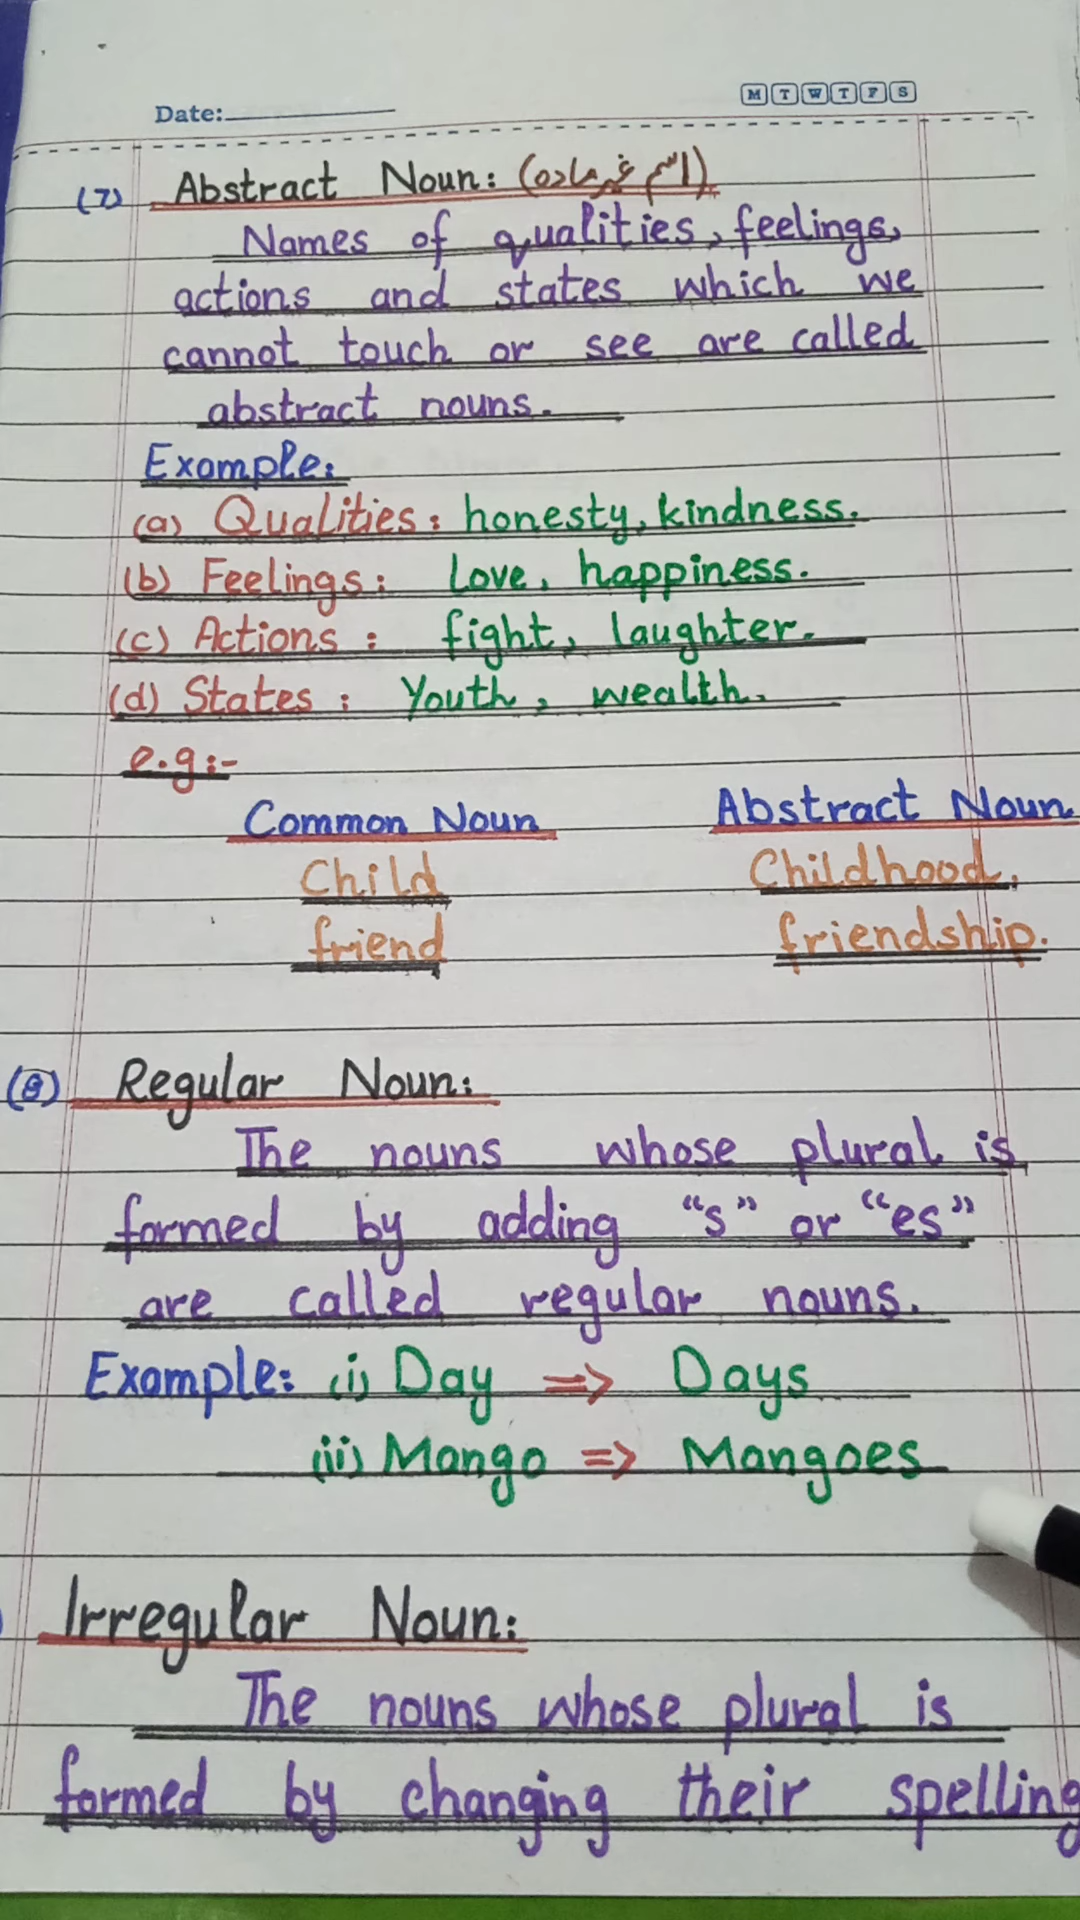 Date:
M T W T F S
(7) Abstract Noun: (اسم غیر مادہ)
Names of qualities, feelings,
actions and states which we
cannot touch or see are called
abstract nouns.
Example:
(a) Qualities: honesty, kindness.
(b) Feelings: Love, happiness.
(c) Actions: fight, laughter.
(d) States: Youth, wealth.
e.g:-
Common Noun Abstract Noun
Child Childhood,
friend friendship.
(8) Regular Noun:
The nouns whose plural is
formed by adding "s" or "es"
are called regular nouns.
Example: (i) Day => Days
(ii) Mango => Mangoes
Irregular Noun:
The nouns whose plural is
formed by changing their spelling